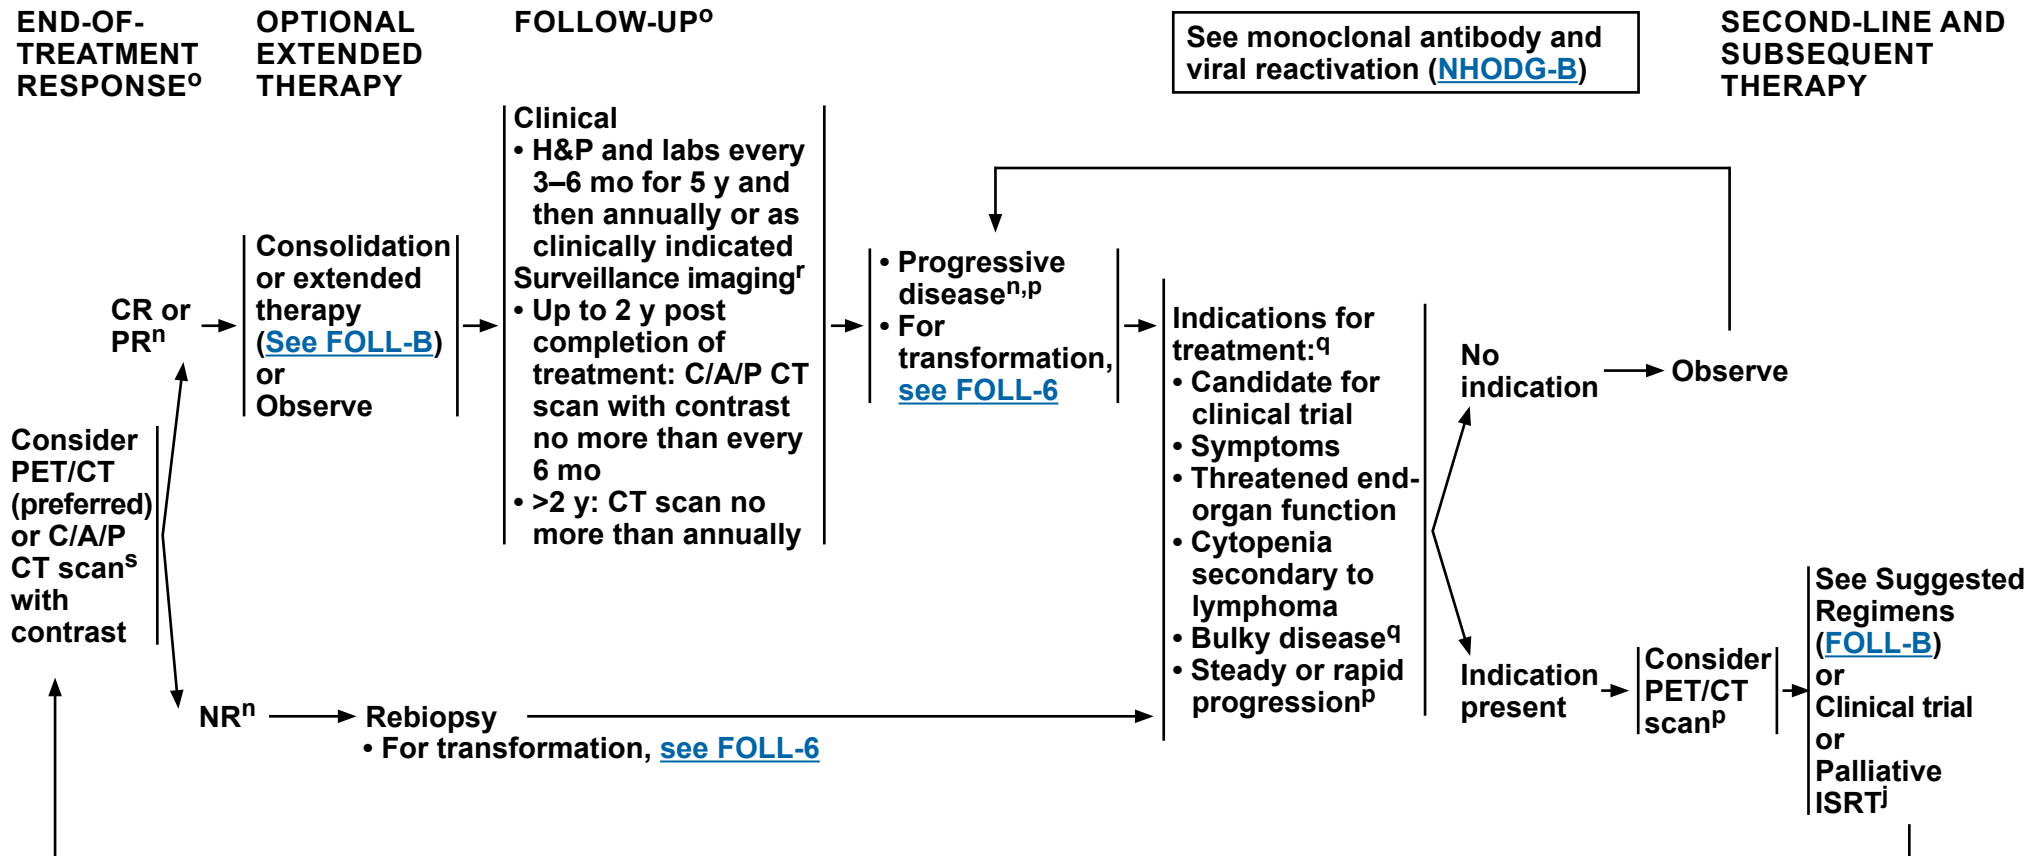 END-OF-
TREATMENT
RESPONSEᵒ
OPTIONAL
EXTENDED
THERAPY
FOLLOW-UPᵒ
See monoclonal antibody and
viral reactivation (NHODG-B)
SECOND-LINE AND
SUBSEQUENT
THERAPY
Consider
PET/CT
(preferred)
or C/A/P
CT scanˢ
with
contrast
CR or
PRⁿ
Consolidation
or extended
therapy
(See FOLL-B)
or
Observe
Clinical
• H&P and labs every
3–6 mo for 5 y and
then annually or as
clinically indicated
Surveillance imagingʳ
• Up to 2 y post
completion of
treatment: C/A/P CT
scan with contrast
no more than every
6 mo
• >2 y: CT scan no
more than annually
• Progressive
diseaseⁿ,ᵖ
• For
transformation,
see FOLL-6
NRⁿ
Rebiopsy
• For transformation, see FOLL-6
Indications for
treatment:q
• Candidate for
clinical trial
• Symptoms
• Threatened end-
organ function
• Cytopenia
secondary to
lymphoma
• Bulky diseaseq
• Steady or rapid
progressionᵖ
No
indication
Observe
Indication
present
Consider
PET/CT
scanᵖ
See Suggested
Regimens
(FOLL-B)
or
Clinical trial
or
Palliative
ISRTʲ